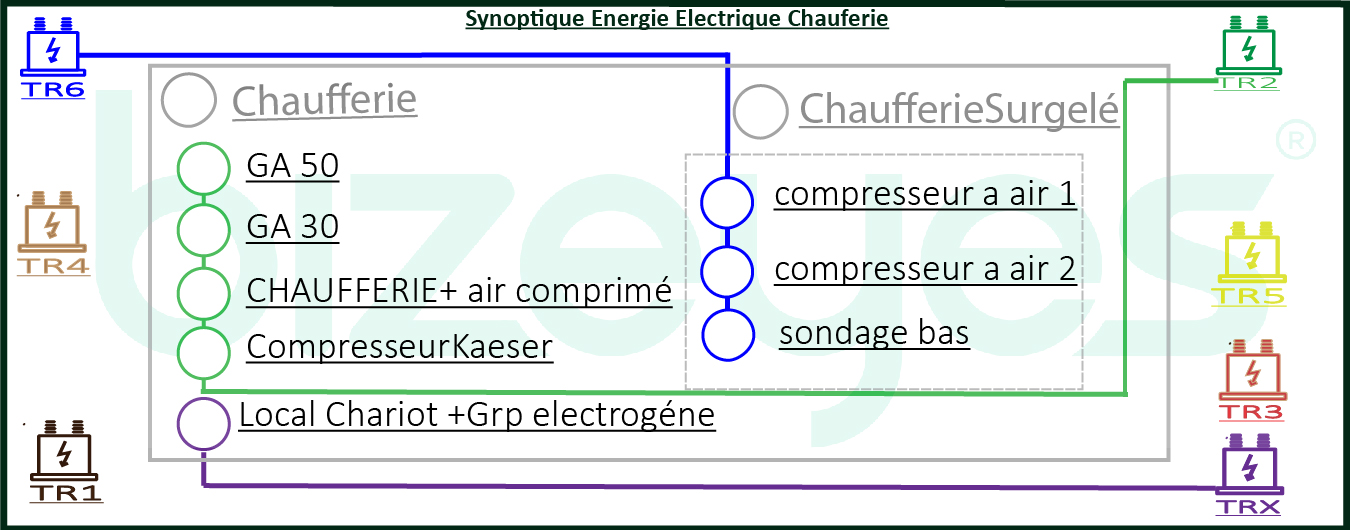 Synoptique Energie Electrique Chauferie
TR6
TR2
Chaufferie
ChaufferieSurgelé
bizeyes®
GA 50
GA 30
CHAUFFERIE+ air comprimé
CompresseurKaeser
Local Chariot +Grp electrogéne
compresseur a air 1
compresseur a air 2
sondage bas
TR4
TR5
TR3
TR1
TRX